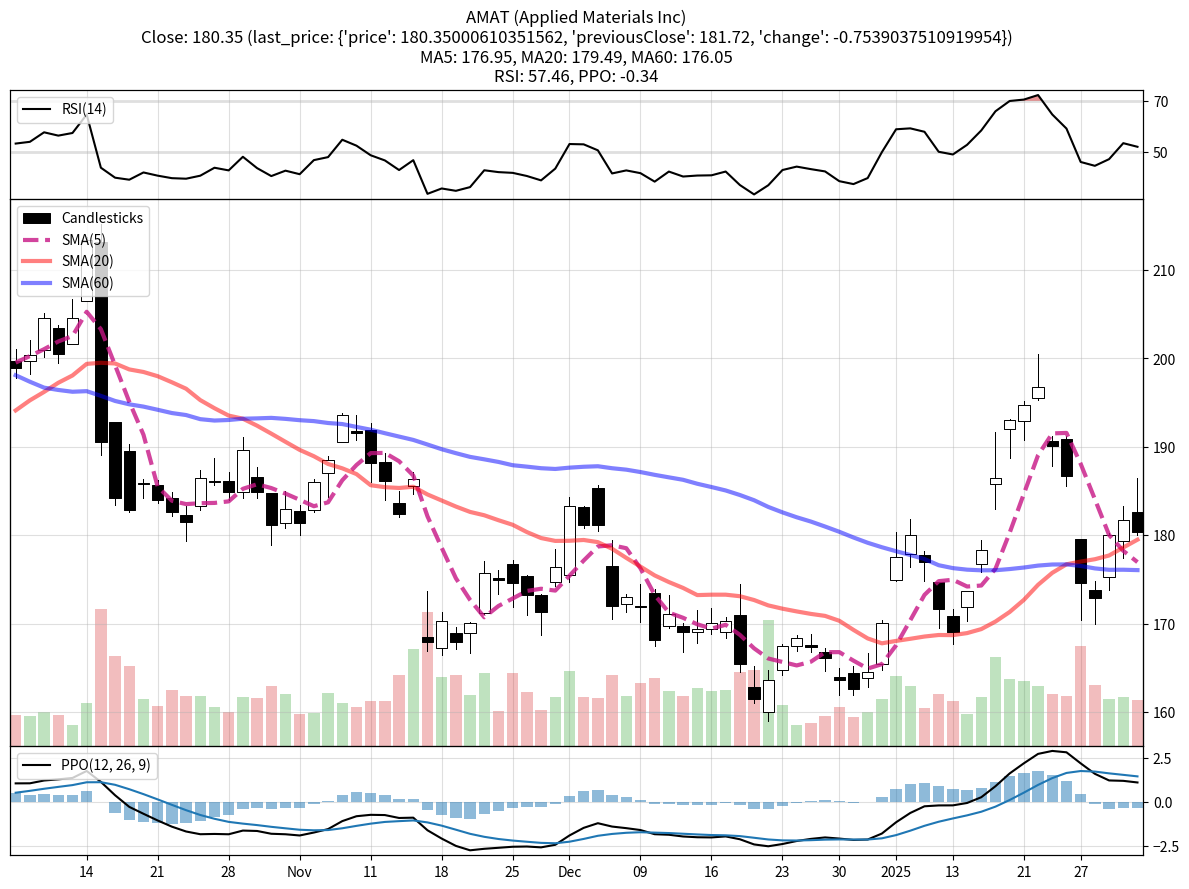 AMAT (Applied Materials Inc)
Close: 180.35 (last_price: {'price': 180.35000610351562, 'previousClose': 181.72, 'change': -0.7539037510919954})
MA5: 176.95, MA20: 179.49, MA60: 176.05
RSI: 57.46, PPO: -0.34
RSI(14)
70
50
Candlesticks
SMA(5)
SMA(20)
SMA(60)
210
200
190
180
170
160
PPO(12, 26, 9)
2.5
0.0
−2.5
14 21 28 Nov 11 18 25 Dec 09 16 23 30 2025 13 21 27